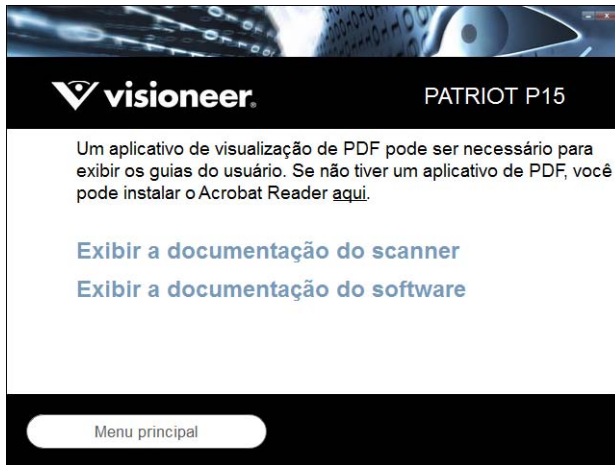 visioneer®
PATRIOT P15
Um aplicativo de visualização de PDF pode ser necessário para
exibir os guias do usuário. Se não tiver um aplicativo de PDF, você
pode instalar o Acrobat Reader aqui.
Exibir a documentação do scanner
Exibir a documentação do software
Menu principal